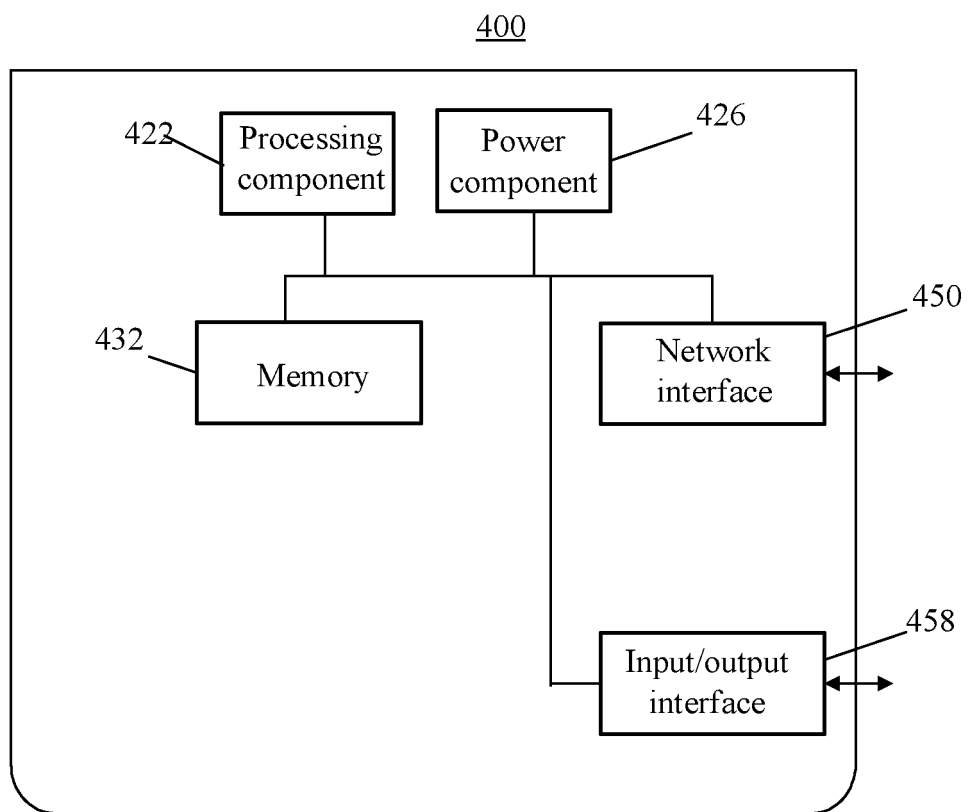 400
422
Processing
component
Power
component
426
432
Memory
Network
interface
450
Input/output
interface
458